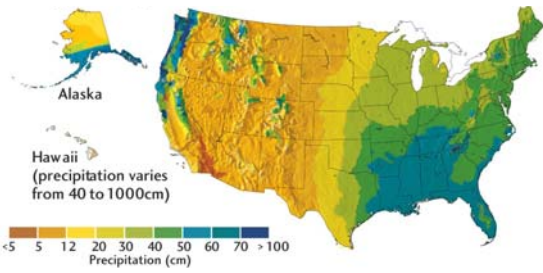 Alaska
Hawaii
(precipitation varies
from 40 to 1000cm)
<5 5 12 20 30 40 50 60 70 >100
Precipitation (cm)